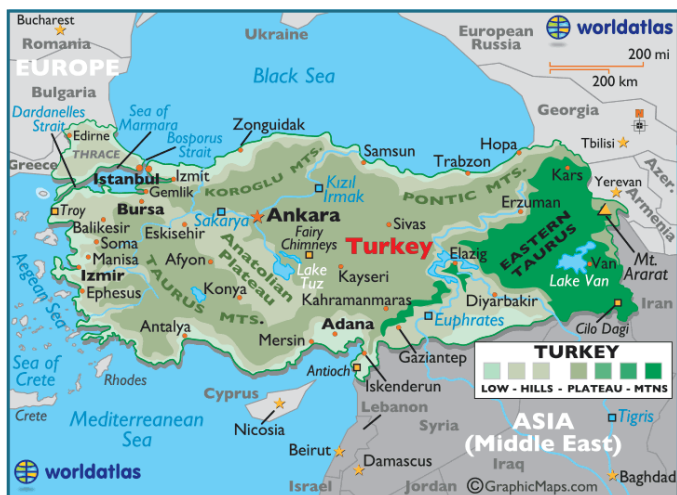 Bucharest
Romania
Ukraine
European
Russia
worldatlas
200 mi
200 km
EUROPE
Black Sea
Bulgaria
Dardanelles
Strait
Sea of
Marmara
Bosporus
Strait
Zonguidak
Georgia
Tbilisi
Edirne
THRACE
Greece
Istanbul
Izmit
Gemlik
KOROGLU MTS.
Samsun
Hopa
Trabzon
PONTIC MTS.
Kars
Azer.
Yerevan
Armenia
Troy
Bursa
Sakarya
Ankara
Kızıl
Irmak
Sivas
Erzuman
Balikesir
Soma
Manisa
Izmir
Ephesus
Eskisehir
Afyon
Anatolian
Plateau
Fairy
Chimneys
Turkey
Elazig
EASTERN
TAURUS
Mt.
Ararat
Van
Lake Van
Aegean Sea
TAURUS MTS.
Konya
Lake
Tuz
Kayseri
Kahramanmaras
Diyarbakir
Iran
Cilo Dagi
Antalya
Mersin
Adana
Euphrates
Gaziantep
Antioch
Iskenderun
Sea of
Crete
Rhodes
Crete
Cyprus
Nicosia
Mediterranean
Sea
TURKEY
LOW - HILLS - PLATEAU - MTNS
Lebanon
Syria
ASIA
(Middle East)
Tigris
Beirut
Damascus
Iraq
Baghdad
Israel
Jordan
worldatlas
©GraphicMaps.com